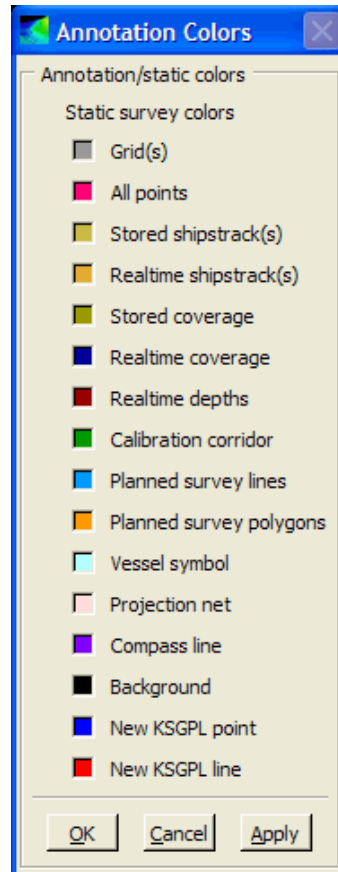 Annotation Colors
Annotation/static colors
Static survey colors
Grid(s)
All points
Stored shipstrack(s)
Realtime shipstrack(s)
Stored coverage
Realtime coverage
Realtime depths
Calibration corridor
Planned survey lines
Planned survey polygons
Vessel symbol
Projection net
Compass line
Background
New KSGPL point
New KSGPL line
OK Cancel Apply